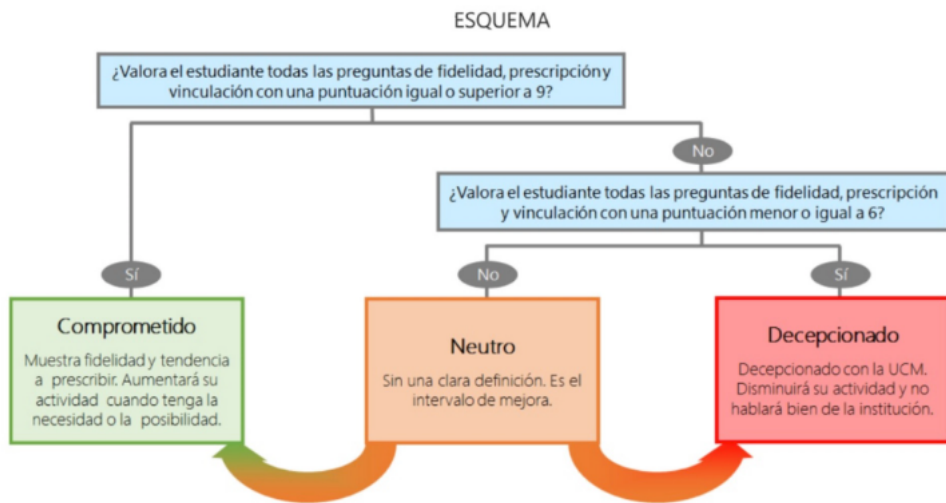 ESQUEMA
¿Valora el estudiante todas las preguntas de fidelidad, prescripción y
vinculación con una puntuación igual o superior a 9?
No
¿Valora el estudiante todas las preguntas de fidelidad, prescripción
y vinculación con una puntuación menor o igual a 6?
Sí
No
Sí
Comprometido
Muestra fidelidad y tendencia
a prescribir. Aumentará su
actividad cuando tenga la
necesidad o la posibilidad.
Neutro
Sin una clara definición. Es el
intervalo de mejora.
Decepcionado
Decepcionado con la UCM.
Disminuirá su actividad y no
hablará bien de la institución.